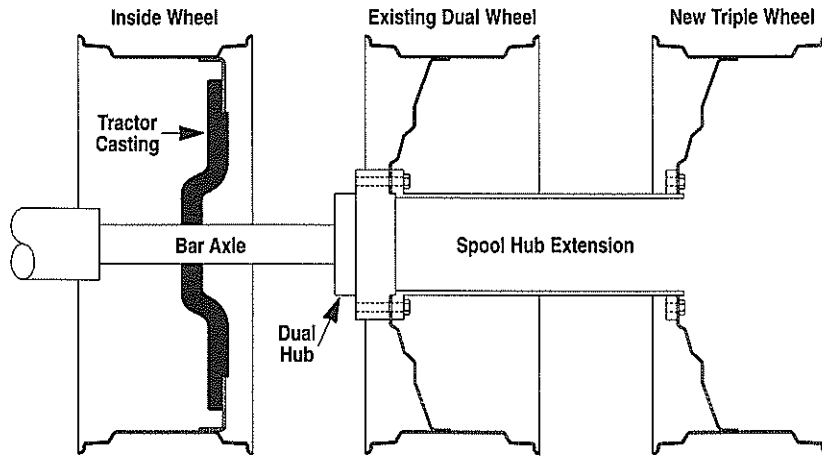 Inside Wheel
Existing Dual Wheel
New Triple Wheel
Tractor
Casting
Bar Axle
Spool Hub Extension
Dual
Hub